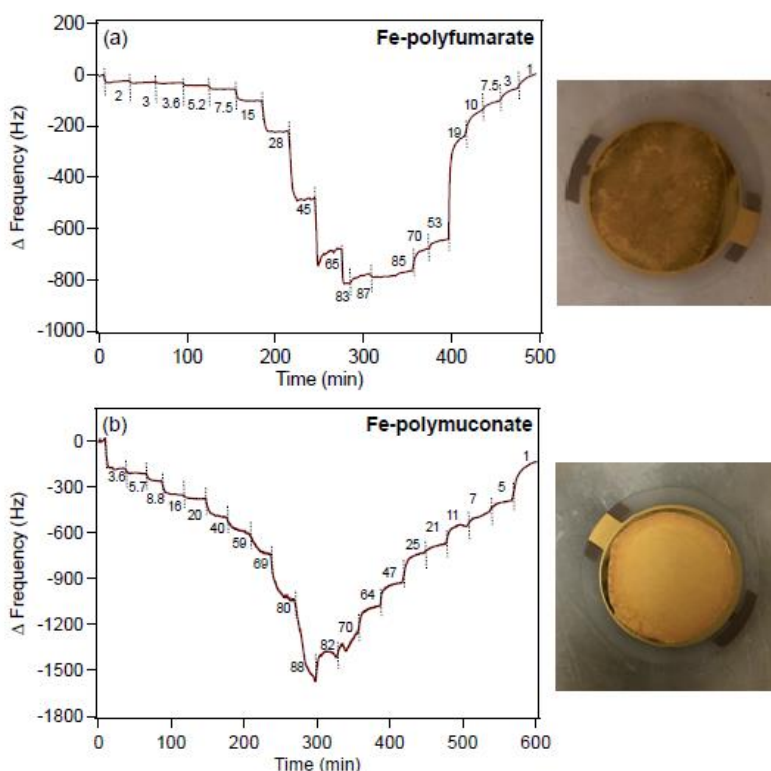 (a) Fe-polyfumarate
Δ Frequency (Hz)
200
0
-200
-400
-600
-800
-1000
2 3 3.6 5.2 7.5 15 28 45 65 83 87 85 70 53 19 10 7.5 3 1
0 100 200 300 400 500
Time (min)
(b) Fe-polymuconate
Δ Frequency (Hz)
0
-300
-600
-900
-1200
-1500
-1800
3.6 5.7 8.8 16 20 40 59 69 80 88 82 70 64 47 25 21 11 7 5 1
0 100 200 300 400 500 600
Time (min)